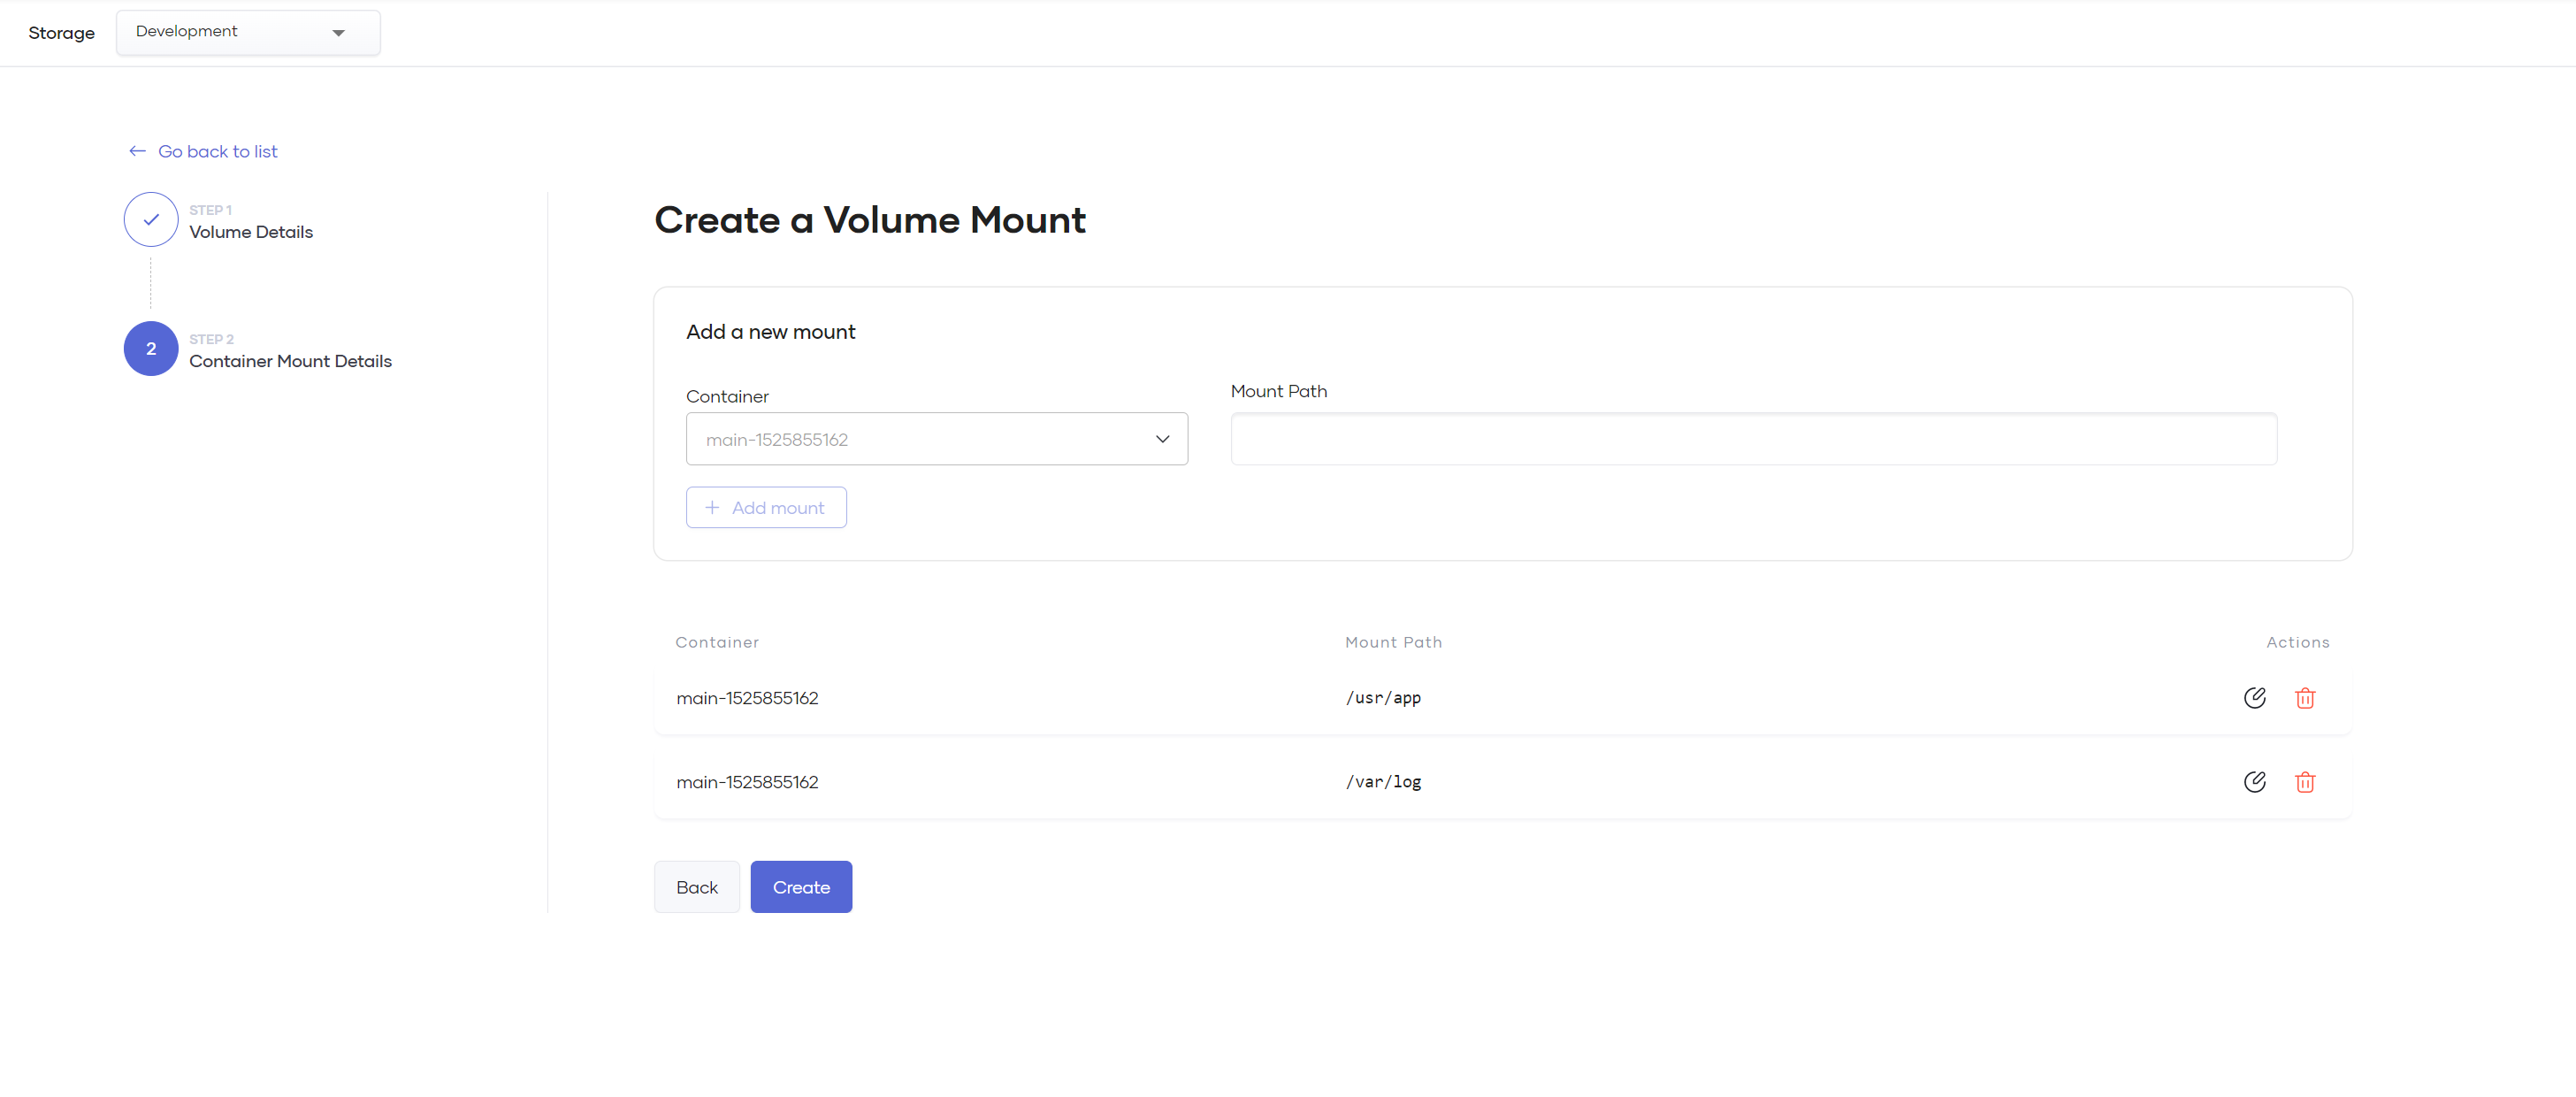 Storage
Development
Go back to list
STEP 1
Volume Details
2
STEP 2
Container Mount Details
Create a Volume Mount
Add a new mount
Container
Mount Path
main-1525855162
+ Add mount
Container Mount Path Actions
main-1525855162 /usr/app
main-1525855162 /var/log
Back Create